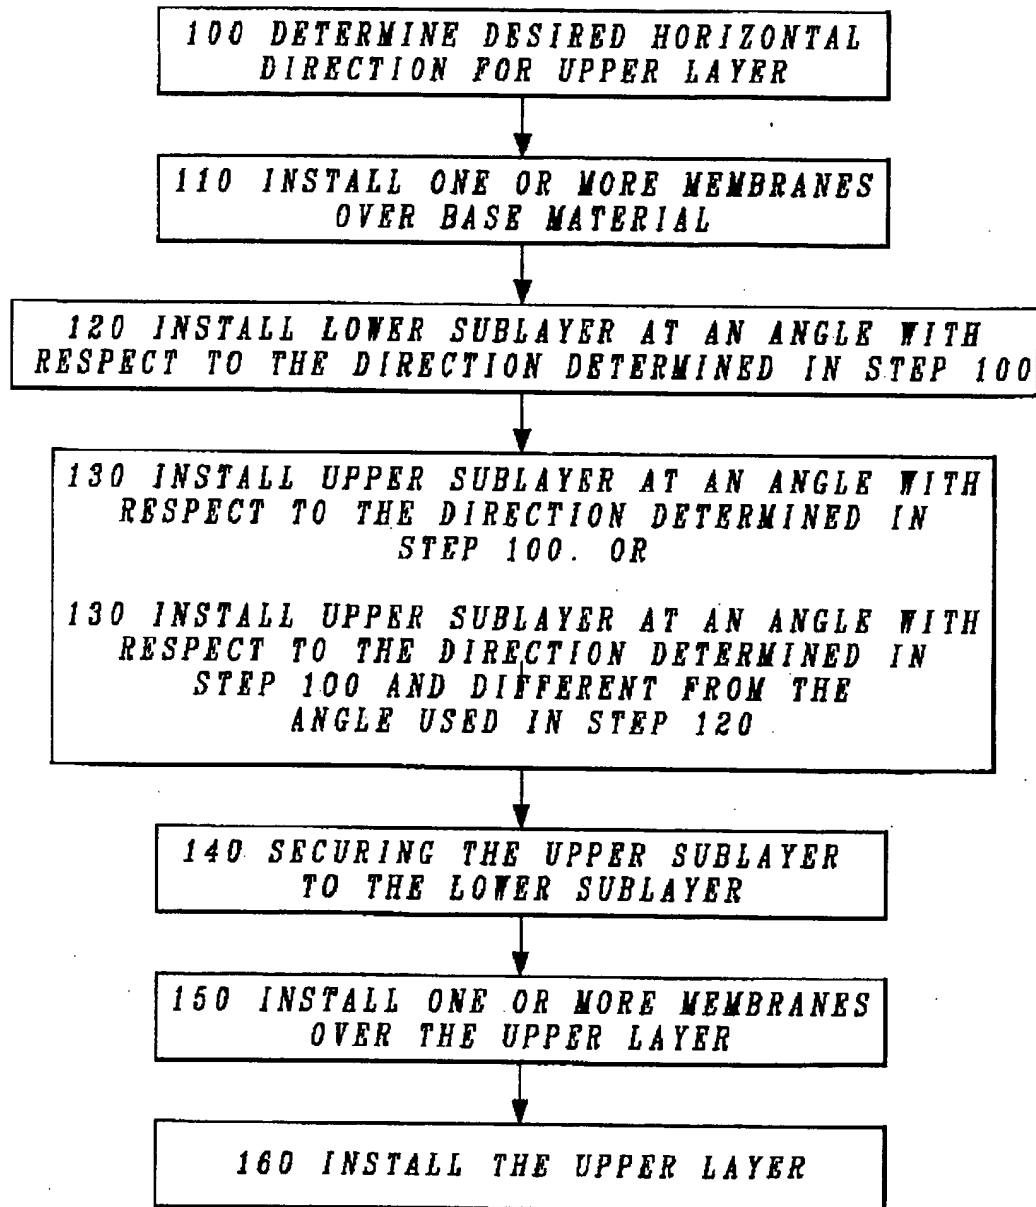 100 DETERMINE DESIRED HORIZONTAL
DIRECTION FOR UPPER LAYER
110 INSTALL ONE OR MORE MEMBRANES
OVER BASE MATERIAL
120 INSTALL LOWER SUBLAYER AT AN ANGLE WITH
RESPECT TO THE DIRECTION DETERMINED IN STEP 100
130 INSTALL UPPER SUBLAYER AT AN ANGLE WITH
RESPECT TO THE DIRECTION DETERMINED IN
STEP 100. OR
130 INSTALL UPPER SUBLAYER AT AN ANGLE WITH
RESPECT TO THE DIRECTION DETERMINED IN
STEP 100 AND DIFFERENT FROM THE
ANGLE USED IN STEP 120
140 SECURING THE UPPER SUBLAYER
TO THE LOWER SUBLAYER
150 INSTALL ONE OR MORE MEMBRANES
OVER THE UPPER LAYER
160 INSTALL THE UPPER LAYER